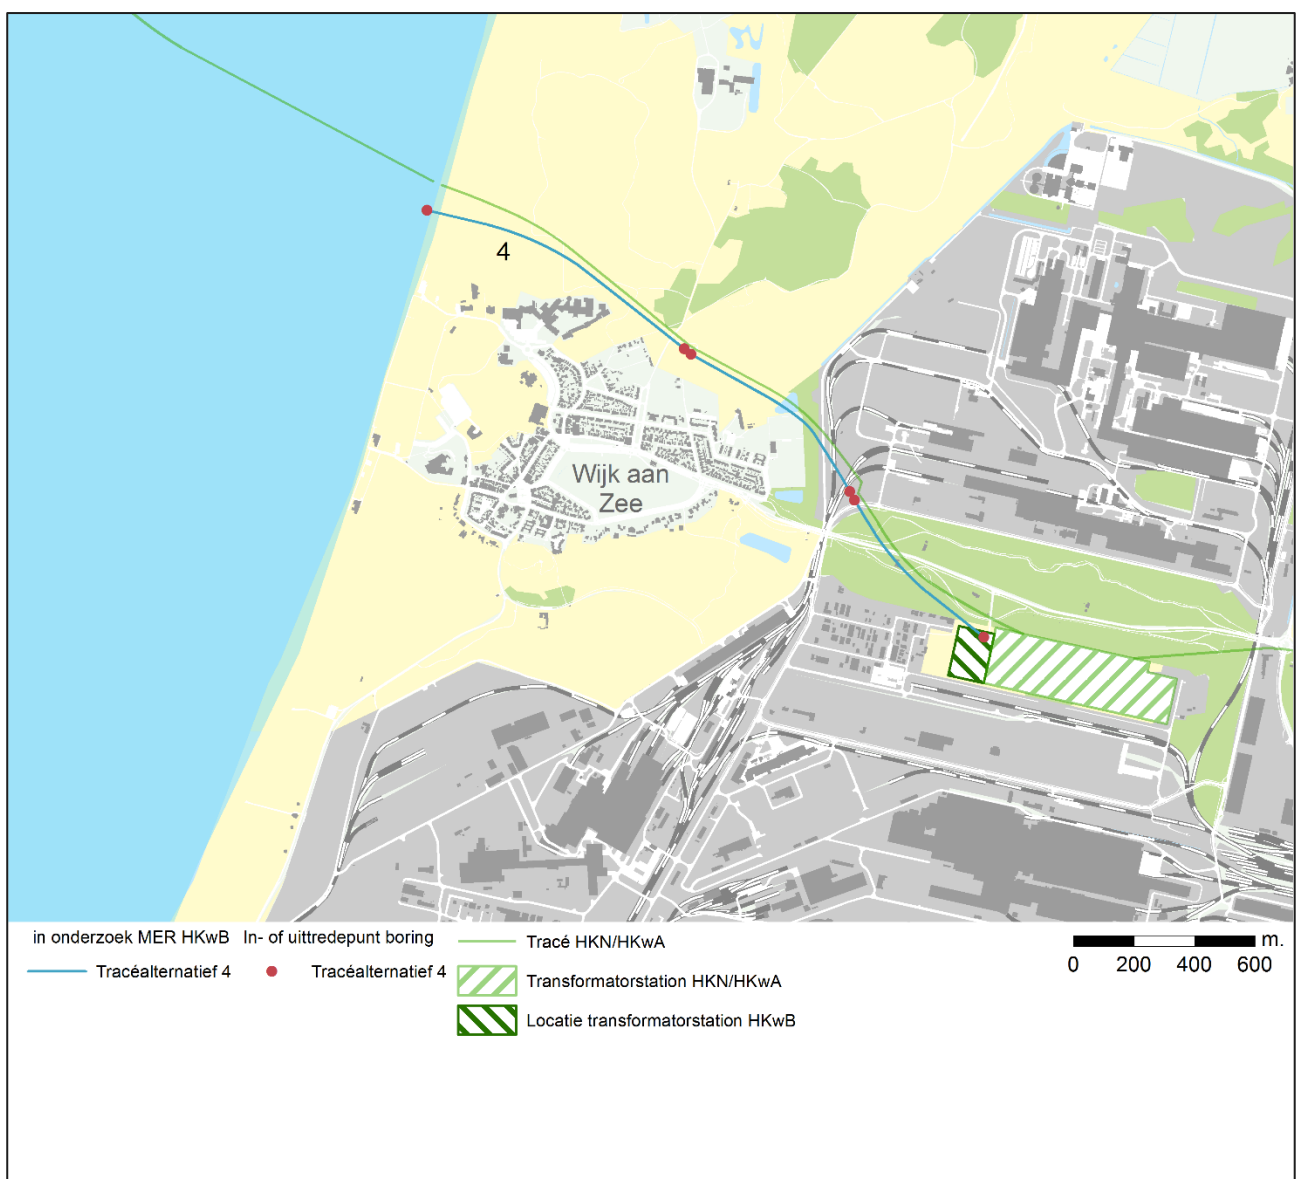 4
Wijk aan
Zee
in onderzoek MER HKwB
In- of uittredepunt boring
Tracéalternatief 4
Tracéalternatief 4
Tracé HKN/HKwA
Transformatorstation HKN/HKwA
Locatie transformatorstation HKwB
m.
0 200 400 600